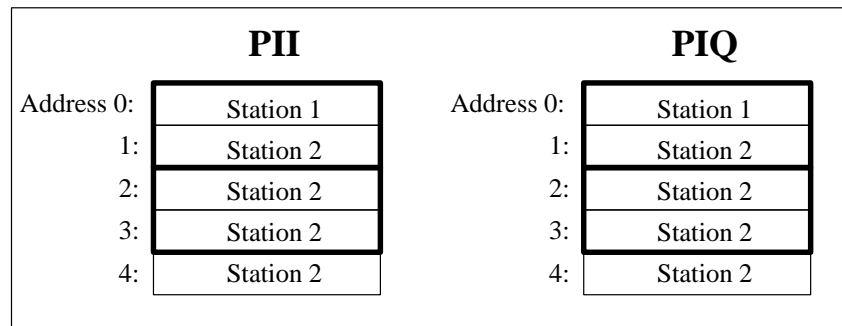 PII PIQ
Address 0: Station 1 Address 0: Station 1
1: Station 2 1: Station 2
2: Station 2 2: Station 2
3: Station 2 3: Station 2
4: Station 2 4: Station 2